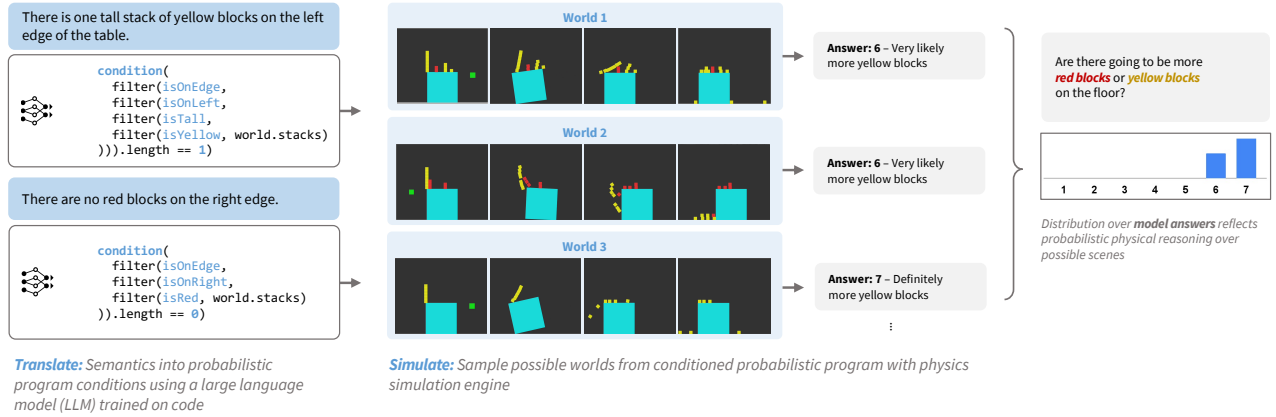 There is one tall stack of yellow blocks on the left
edge of the table.
condition(
filter(isOnEdge,
filter(isOnLeft,
filter(isTall,
filter(isYellow, world.stacks)
))).length == 1)
There are no red blocks on the right edge.
condition(
filter(isOnEdge,
filter(isOnRight,
filter(isRed, world.stacks)
)).length == 0)
Translate: Semantics into probabilistic
program conditions using a large language
model (LLM) trained on code
World 1
World 2
World 3
Simulate: Sample possible worlds from conditioned probabilistic program with physics
simulation engine
Answer: 6 – Very likely
more yellow blocks
Answer: 6 – Very likely
more yellow blocks
Answer: 7 – Definitely
more yellow blocks
...
Are there going to be more
red blocks or yellow blocks
on the floor?
1 2 3 4 5 6 7
Distribution over model answers reflects
probabilistic physical reasoning over
possible scenes